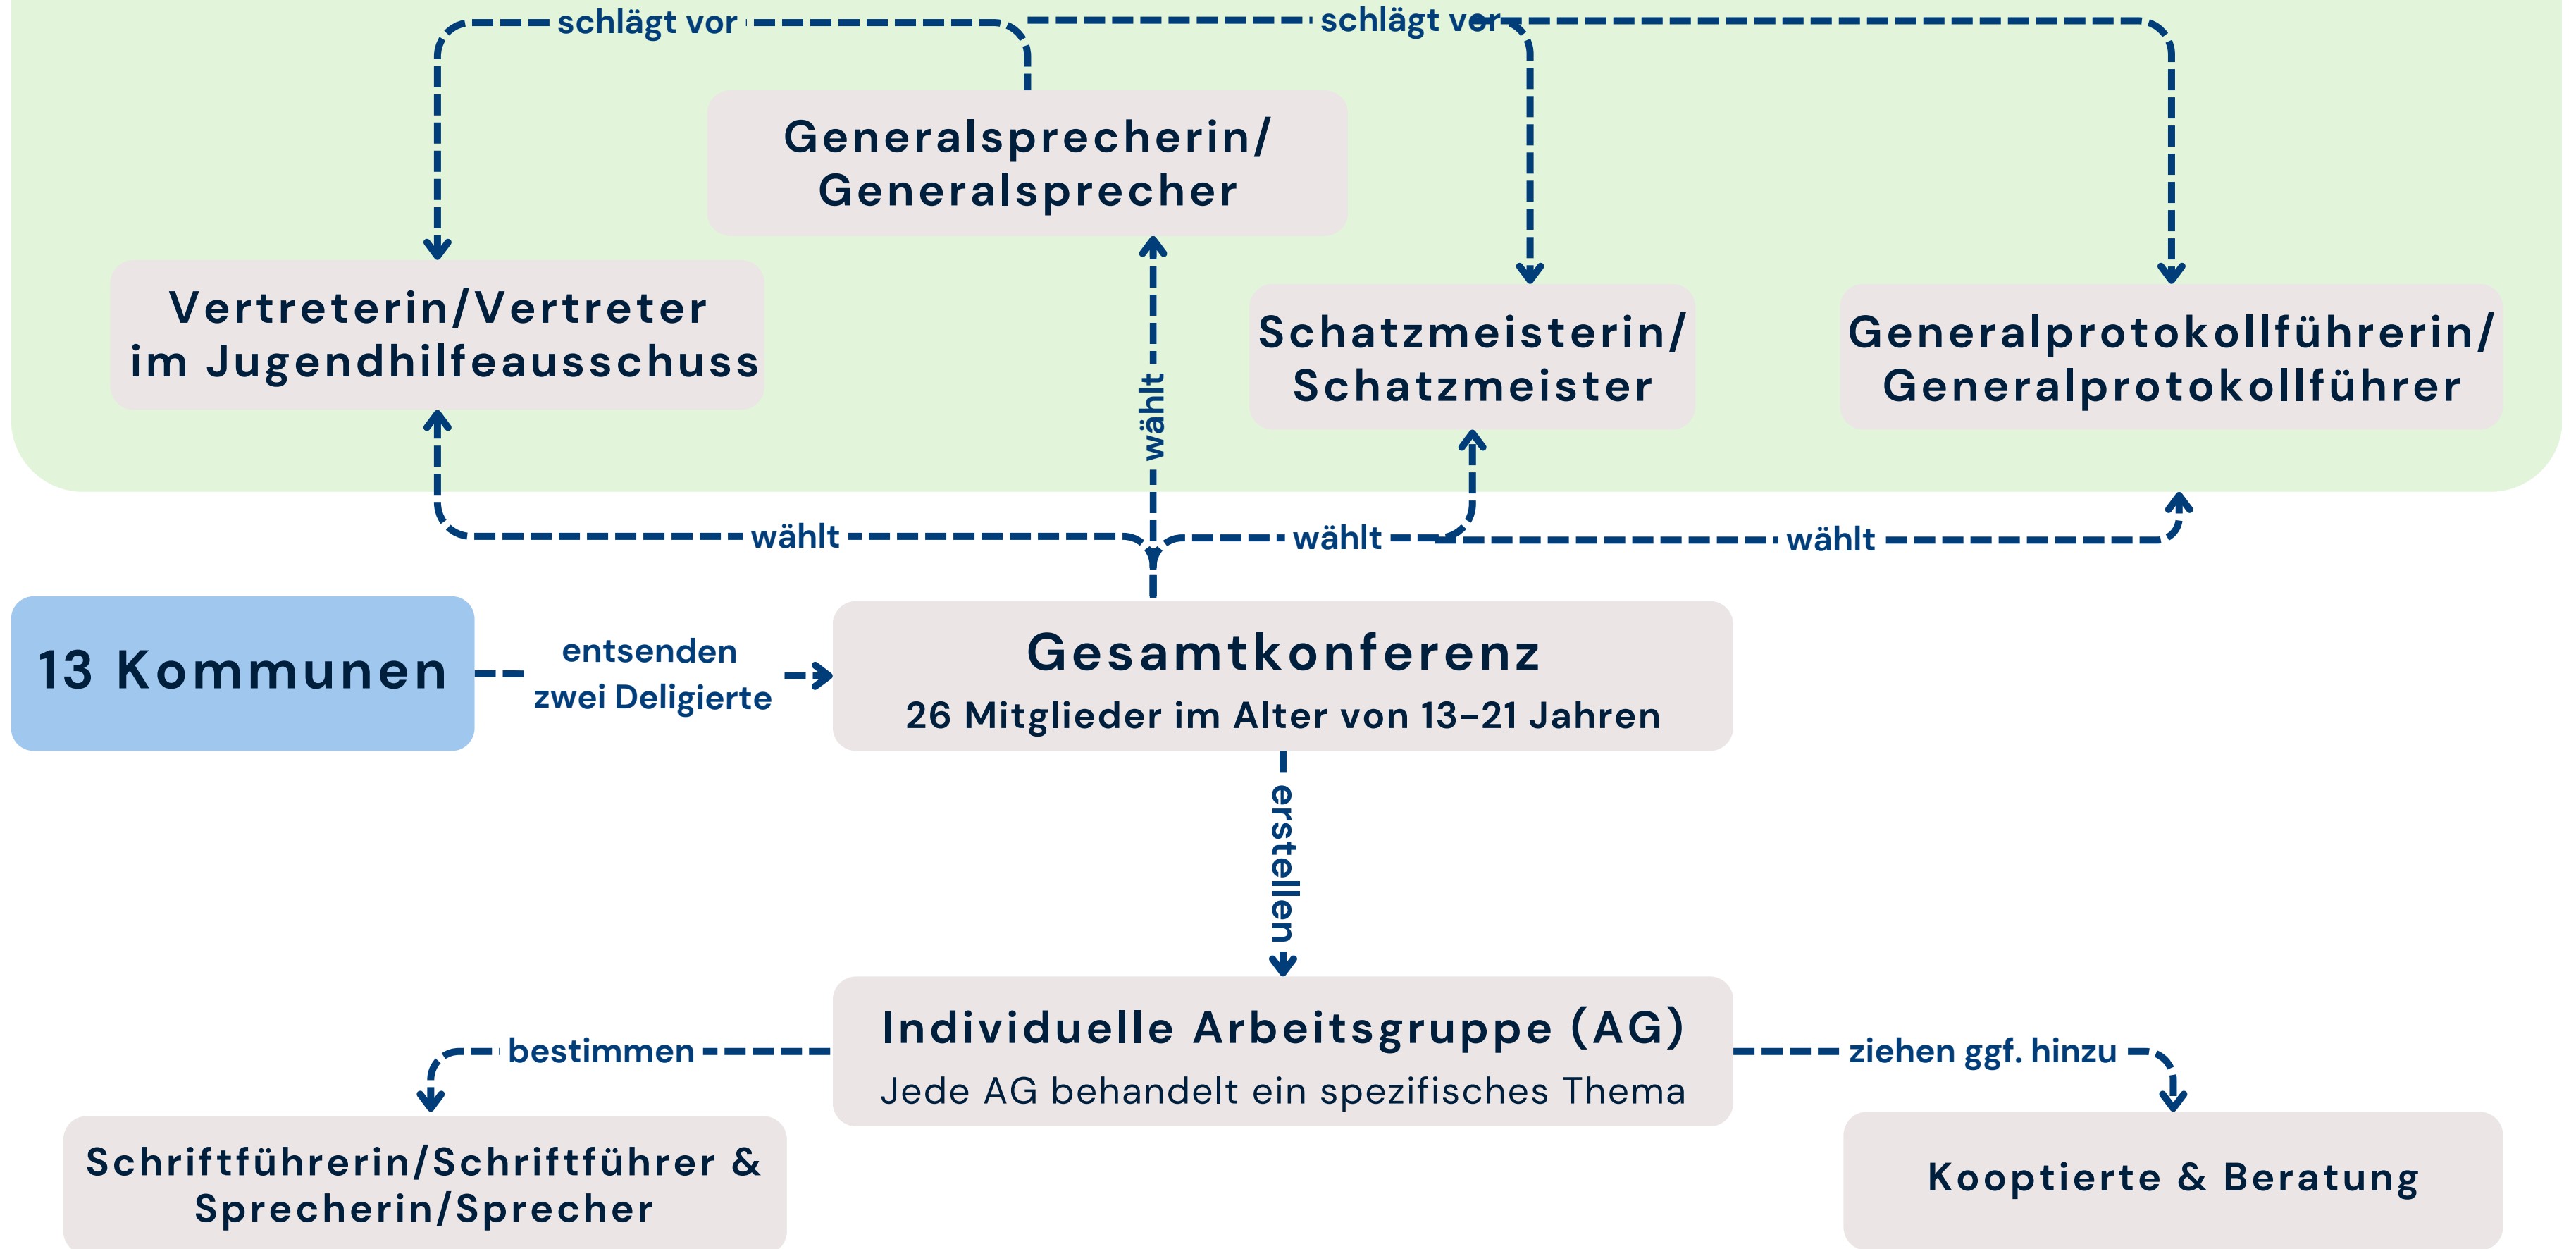 schlägt vor
schlägt vor
Generalsprecherin/
Generalsprecher
Vertreterin/Vertreter
im Jugendhilfeausschuss
wählt
Schatzmeisterin/
Schatzmeister
Generalprotokollführerin/
Generalprotokollführer
wählt
wählt
wählt
13 Kommunen
entsenden
zwei Deligierte
Gesamtkonferenz
26 Mitglieder im Alter von 13-21 Jahren
erstellen
Individuelle Arbeitsgruppe (AG)
Jede AG behandelt ein spezifisches Thema
bestimmen
ziehen ggf. hinzu
Schriftführerin/Schriftführer &
Sprecherin/Sprecher
Kooptierte & Beratung